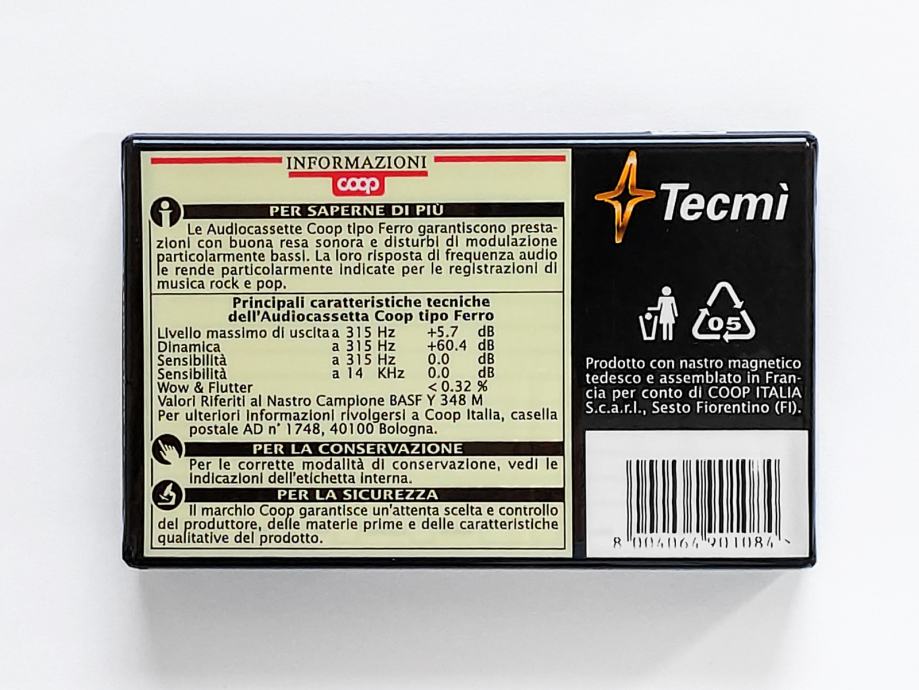 INFORMAZIONI
coop
PER SAPERNE DI PIÙ
Le Audiocassette Coop tipo Ferro garantiscono presta-
zioni con buona resa sonora e disturbi di modulazione
particolarmente bassi. La loro risposta di frequenza audio
le rende particolarmente indicate per le registrazioni di
musica rock e pop.
Principali caratteristiche tecniche
dell'Audiocassetta Coop tipo Ferro
Livello massimo di uscita a 315 Hz +5.7 dB
Dinamica a 315 Hz +60.4 dB
Sensibilità a 315 Hz 0.0 dB
Sensibilità a 14 KHz 0.0 dB
Wow & Flutter < 0.32 %
Valori Riferiti al Nastro Campione BASF Y 348 M
Per ulteriori informazioni rivolgersi a Coop Italia, casella
postale AD n° 1748, 40100 Bologna.
PER LA CONSERVAZIONE
Per le corrette modalità di conservazione, vedi le
indicazioni dell'etichetta interna.
PER LA SICUREZZA
Il marchio Coop garantisce un'attenta scelta e controllo
del produttore, delle materie prime e delle caratteristiche
qualitative del prodotto.
Tecmì
05
Prodotto con nastro magnetico
tedesco e assemblato in Fran-
cia per conto di COOP ITALIA
S.c.a.r.l., Sesto Fiorentino (FI).
8 004064 901084